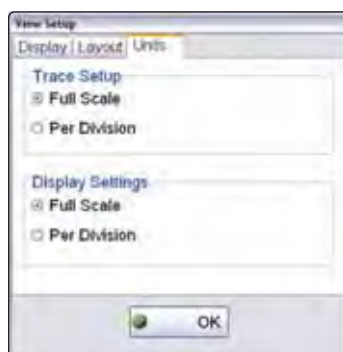 View Setup
Display Layout Units
Trace Setup
Full Scale
Per Division
Display Settings
Full Scale
Per Division
OK